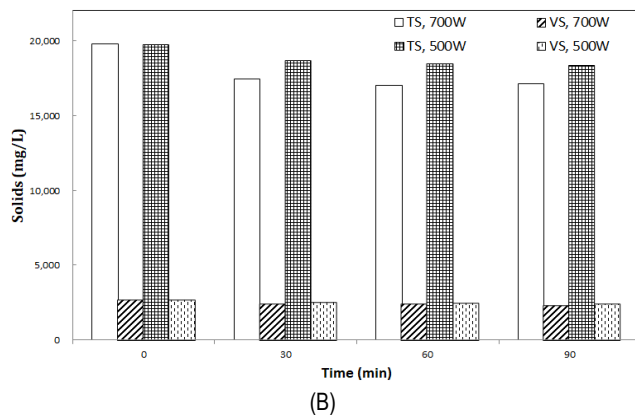 TS, 700W VS, 700W
TS, 500W VS, 500W
20,000
15,000
10,000
5,000
0
Solids (mg/L)
0 30 60 90
Time (min)
(B)